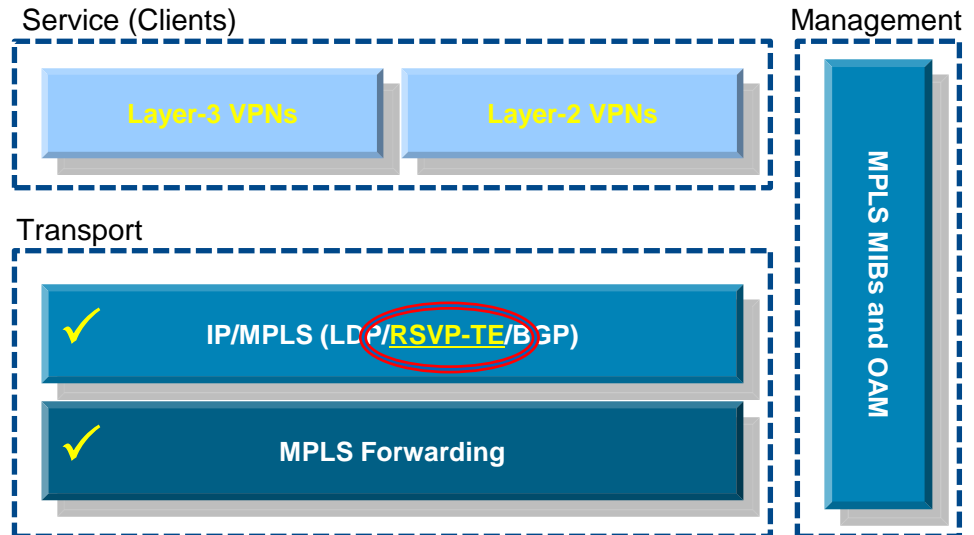 Service (Clients)
Management
Layer-3 VPNs
Layer-2 VPNs
MPLS MIBs and OAM
Transport
IP/MPLS (LDP/RSVP-TE/BGP)
MPLS Forwarding